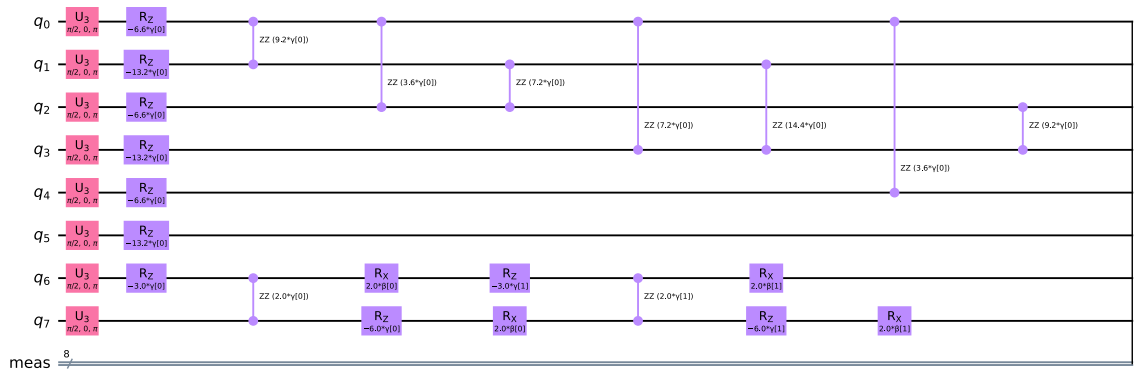 q0 U3 π/2, 0, π RZ −6.6*γ[0]
ZZ (9.2*γ[0])
q1 U3 π/2, 0, π RZ −13.2*γ[0]
ZZ (3.6*γ[0]) ZZ (7.2*γ[0])
q2 U3 π/2, 0, π RZ −6.6*γ[0]
ZZ (7.2*γ[0]) ZZ (14.4*γ[0]) ZZ (9.2*γ[0])
q3 U3 π/2, 0, π RZ −13.2*γ[0]
ZZ (3.6*γ[0])
q4 U3 π/2, 0, π RZ −6.6*γ[0]
q5 U3 π/2, 0, π RZ −13.2*γ[0]
q6 U3 π/2, 0, π RZ −3.0*γ[0] RX 2.0*β[0] RZ −3.0*γ[1] RX 2.0*β[1]
ZZ (2.0*γ[0]) ZZ (2.0*γ[1])
q7 U3 π/2, 0, π RZ −6.0*γ[0] RX 2.0*β[0] RZ −6.0*γ[1] RX 2.0*β[1]
meas 8